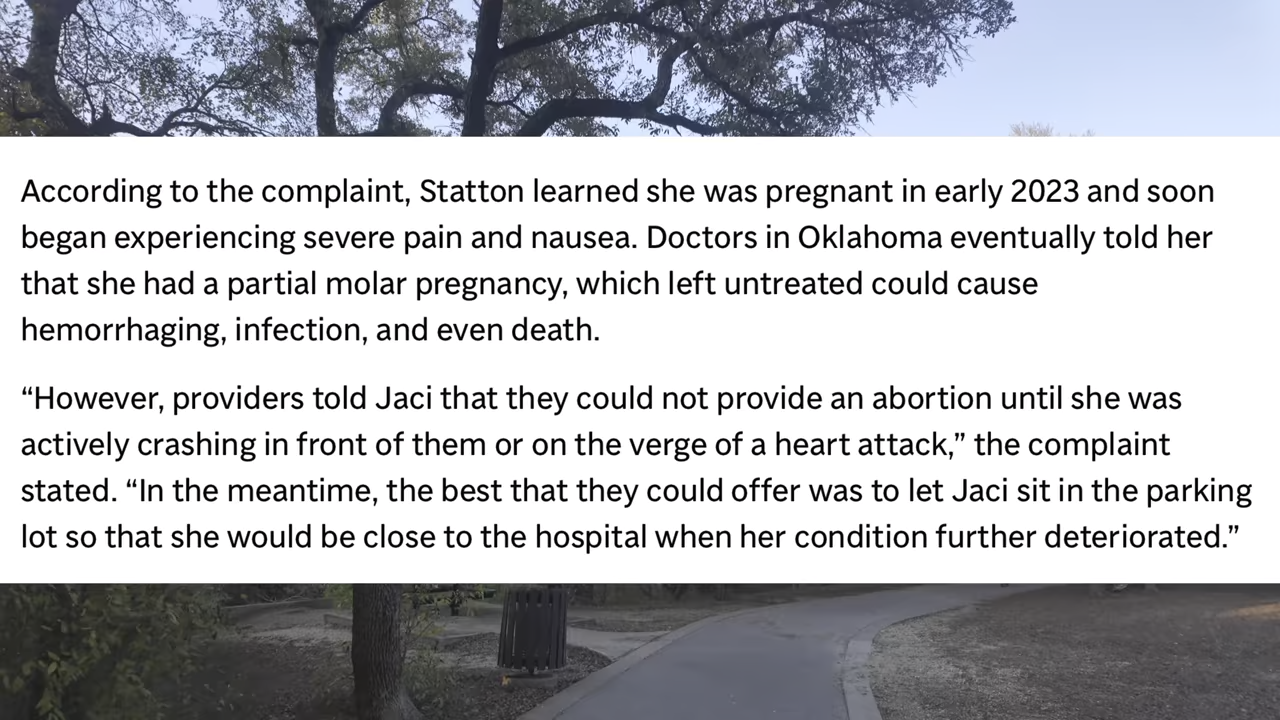 According to the complaint, Statton learned she was pregnant in early 2023 and soon
began experiencing severe pain and nausea. Doctors in Oklahoma eventually told her
that she had a partial molar pregnancy, which left untreated could cause
hemorrhaging, infection, and even death.
“However, providers told Jaci that they could not provide an abortion until she was
actively crashing in front of them or on the verge of a heart attack,” the complaint
stated. “In the meantime, the best that they could offer was to let Jaci sit in the parking
lot so that she would be close to the hospital when her condition further deteriorated.”